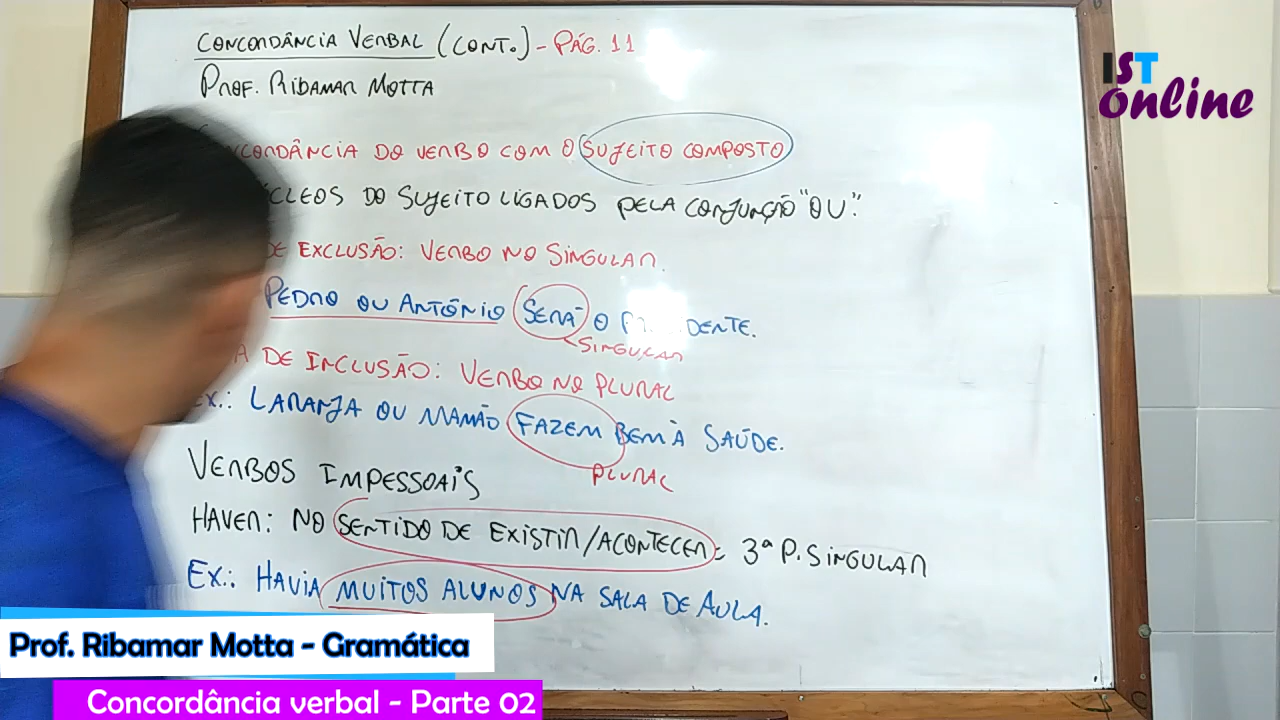 CONCORDÂNCIA VERBAL (CONT.) - PÁG. 11
PROF. RIBAMAR MOTTA
IST
online
DO VERBO COM O SUJEITO COMPOSTO
DO SUJEITO LIGADOS PELA CONJUNÇÃO "OU".
DE EXCLUSÃO: VERBO NO SINGULAR.
PEDRO OU ANTÔNIO SERÁ O
SINGULAR
DE INCLUSÃO: VERBO NO PLURAL
EX.: LARANJA OU MAMÃO FAZEM BEM À SAÚDE.
PLURAL
VERBOS IMPESSOAIS
HAVER: NO SENTIDO DE EXISTIR/ACONTECER = 3ª P. SINGULAR
EX.: HAVIA MUITOS ALUNOS NA SALA DE AULA.
Prof. Ribamar Motta - Gramática
Concordância verbal - Parte 02